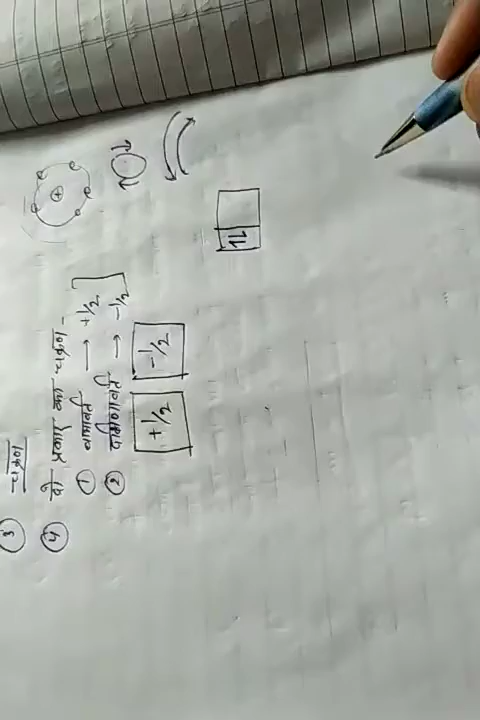 ③ चक्रण
④ दो प्रकार का चक्रण -
① वामावर्त → +1/2
② दक्षिणावर्त → -1/2
+1/2 -1/2
1L